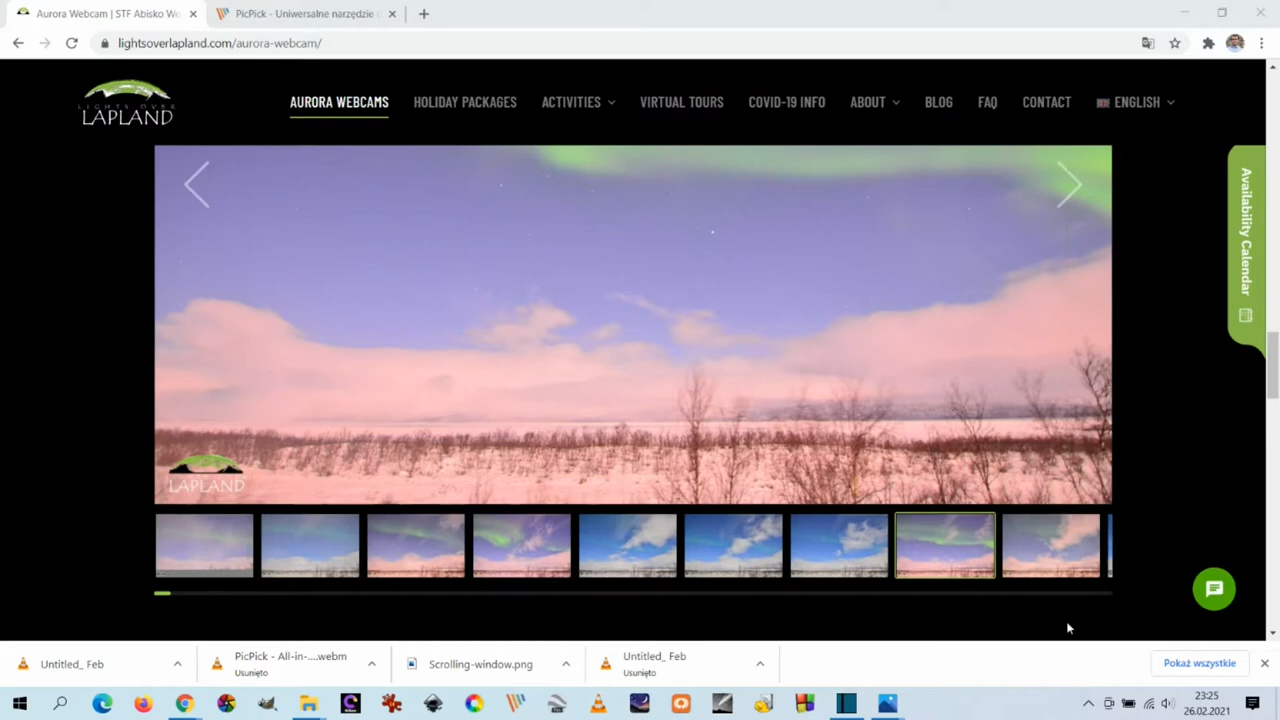 Aurora Webcam | STF Abisko We
PicPick - Uniwersalne narzędzie
lightsoverlapland.com/aurora-webcam/
LIGHTS OVER
LAPLAND
AURORA WEBCAMS
HOLIDAY PACKAGES
ACTIVITIES
VIRTUAL TOURS
COVID-19 INFO
ABOUT
BLOG
FAQ
CONTACT
ENGLISH
Availability Calendar
LAPLAND
Untitled_ Feb
PicPick - All-in-....webm
Usunięto
Scrolling-window.png
Untitled_ Feb
Usunięto
Pokaż wszystkie
23:25
26.02.2021